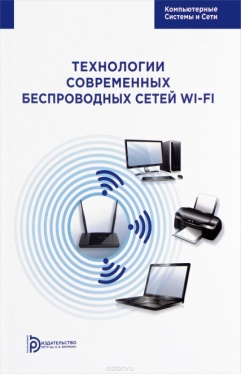 Компьютерные
Системы и Сети
ТЕХНОЛОГИИ
СОВРЕМЕННЫХ
БЕСПРОВОДНЫХ СЕТЕЙ WI-FI
ИЗДАТЕЛЬСТВО